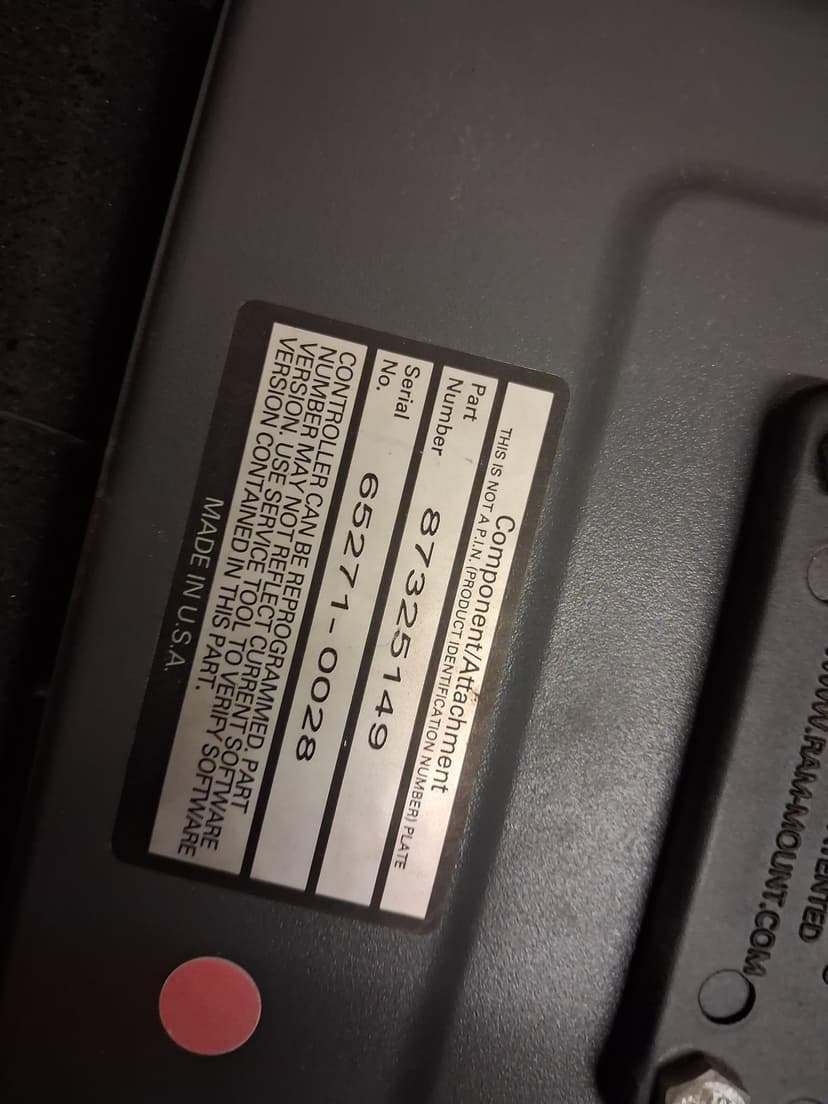 Component/Attachment
THIS IS NOT A P.I.N. (PRODUCT IDENTIFICATION NUMBER) PLATE
Part
Number 87325149
Serial
No. 65271-0028
CONTROLLER CAN BE REPROGRAMMED, PART
NUMBER MAY NOT REFLECT CURRENT SOFTWARE
VERSION. USE SERVICE TOOL TO VERIFY SOFTWARE
VERSION CONTAINED IN THIS PART.
MADE IN U.S.A.
WWW.RAM-MOUNT.COM